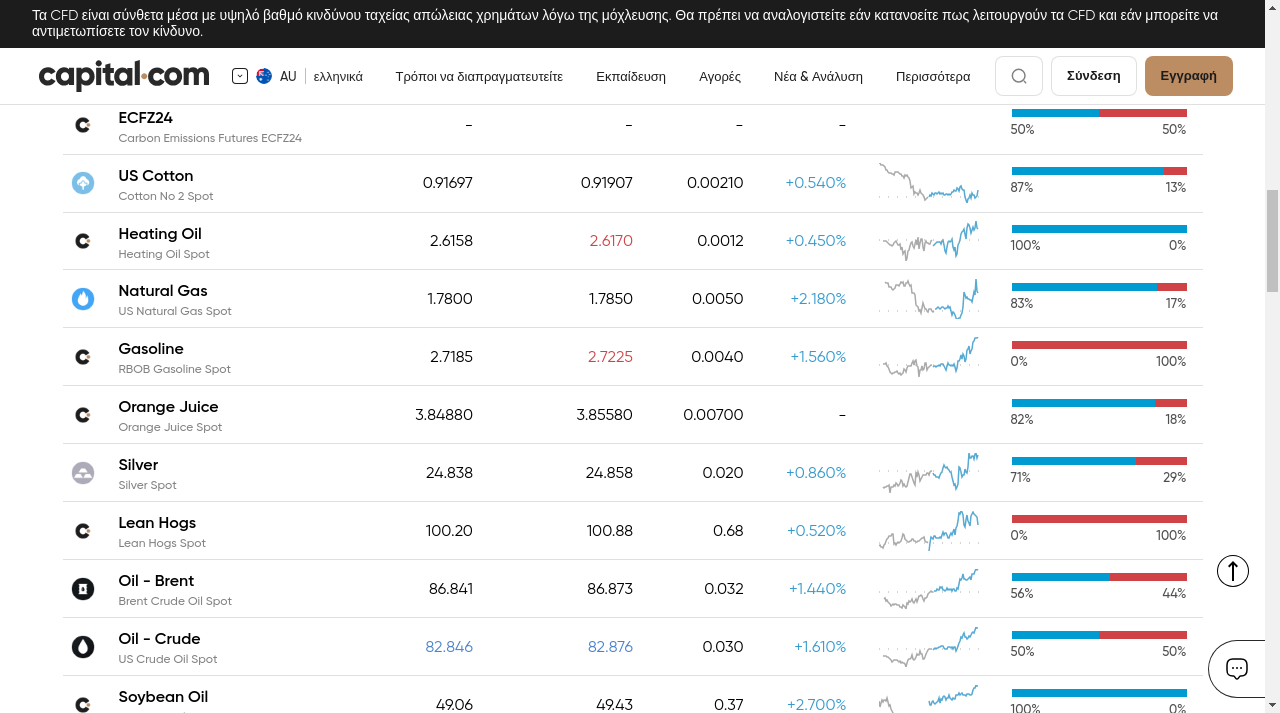 Τα CFD είναι σύνθετα μέσα με υψηλό βαθμό κινδύνου ταχείας απώλειας χρημάτων λόγω της μόχλευσης. Θα πρέπει να αναλογιστείτε εάν κατανοείτε πως λειτουργούν τα CFD και εάν μπορείτε να
αντιμετωπίσετε τον κίνδυνο.
capital.com AU ελληνικά Τρόποι να διαπραγματευτείτε Εκπαίδευση Αγορές Νέα & Ανάλυση Περισσότερα Σύνδεση Εγγραφή
ECFZ24 - - - - 50% 50%
Carbon Emissions Futures ECFZ24
US Cotton 0.91697 0.91907 0.00210 +0.540% 87% 13%
Cotton No 2 Spot
Heating Oil 2.6158 2.6170 0.0012 +0.450% 100% 0%
Heating Oil Spot
Natural Gas 1.7800 1.7850 0.0050 +2.180% 83% 17%
US Natural Gas Spot
Gasoline 2.7185 2.7225 0.0040 +1.560% 0% 100%
RBOB Gasoline Spot
Orange Juice 3.84880 3.85580 0.00700 - 82% 18%
Orange Juice Spot
Silver 24.838 24.858 0.020 +0.860% 71% 29%
Silver Spot
Lean Hogs 100.20 100.88 0.68 +0.520% 0% 100%
Lean Hogs Spot
Oil - Brent 86.841 86.873 0.032 +1.440% 56% 44%
Brent Crude Oil Spot
Oil - Crude 82.846 82.876 0.030 +1.610% 50% 50%
US Crude Oil Spot
Soybean Oil 49.06 49.43 0.37 +2.700% 100% 0%